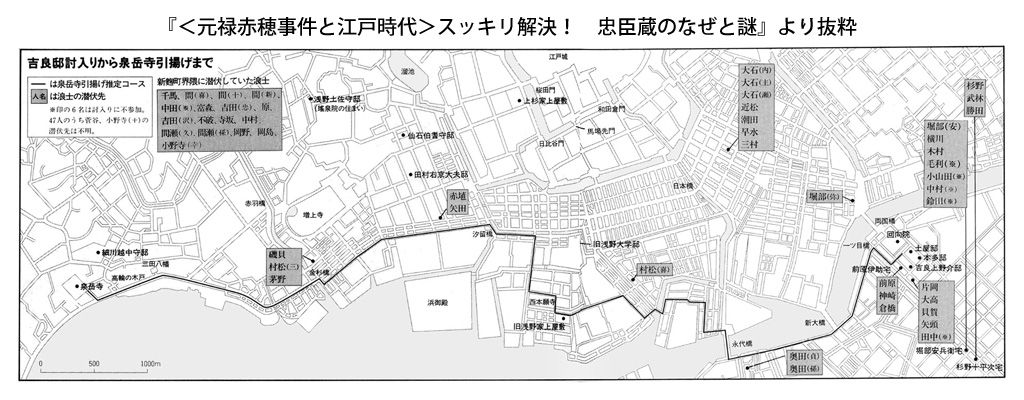 『＜元禄赤穂事件と江戸時代＞スッキリ解決！　忠臣蔵のなぜと謎』より抜粋
吉良邸討入りから泉岳寺引揚げまで
は泉岳寺引揚げ推定コース
人名 は浪士の潜伏先
※印の６名は討入りに不参加。
47人のうち菅谷、小野寺(十)の
潜伏先は不明。
新麹町界隈に潜伏していた浪士
千馬、間(喜)、間(十)、間(新)、
中田(※)、富森、吉田(忠)、原、
吉田(沢)、不破、寺坂、中村、
間瀬(久)、間瀬(孫)、岡野、岡島、
小野寺(幸)
溜池
浅野土佐守邸
(瑤泉院の住まい)
江戸城
桜田門
上杉家上屋敷
和田倉門
馬場先門
日比谷門
仙石伯耆守邸
田村右京大夫邸
赤埴
矢田
赤羽橋
増上寺
細川越中守邸
三田八幡
高輪の木戸
泉岳寺
磯貝
村松(三)
茅野
金杉橋
汐留橋
浜御殿
旧浅野大学邸
西本願寺
旧浅野家上屋敷
村松(喜)
日本橋
大石(内)
大石(主)
大石(瀬)
近松
潮田
早水
三村
堀部(弥)
杉野
武林
勝田
堀部(安)
横川
木村
毛利(※)
小山田(※)
中村(※)
鈴田(※)
両国橋
回向院
一ツ目橋
土屋邸
本多邸
吉良上野介邸
前原伊助宅
前原
神崎
倉橋
片岡
大高
貝賀
矢頭
田中(※)
新大橋
永代橋
奥田(貞)
奥田(孫)
堀部安兵衛宅
杉野十平次宅
0 500 1000m